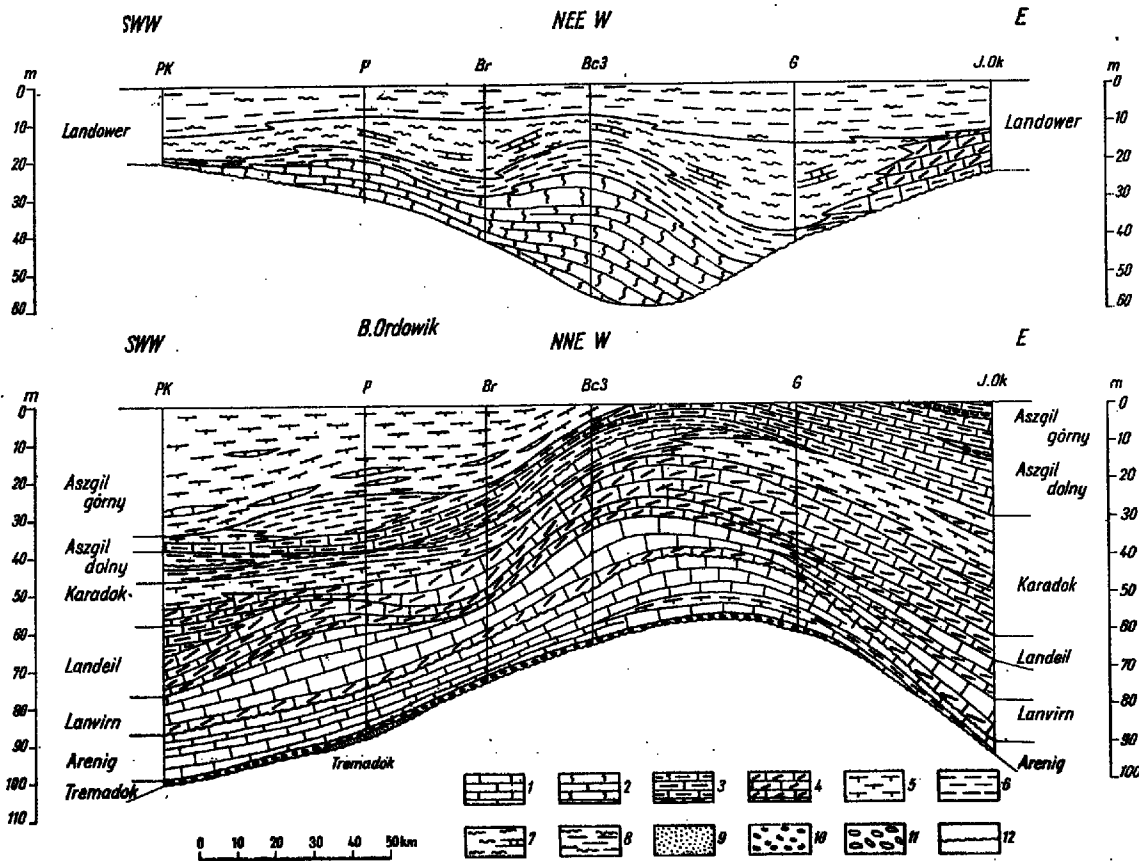 SWW NEE W E
PK P Br Bc3 G J.Ok
m m
0 0
10 10
Landower Landower
20 20
30 30
40 40
50 50
60 60
B.Ordowik
SWW NNE W E
PK P Br Bc3 G J.Ok
m m
0 0
Aszgil górny
10 10
Aszgil dolny
20 20
Aszgil górny
30 30
40 40
Aszgil dolny
50 50
Karadok Karadok
60 60
Landeil Landeil
70 70
80 80
Lanvirn Lanvirn
90 90
Arenig Tremadok Arenig
100 100
Tremadok
110
1 2 3 4 5 6
7 8 9 10 11 12
0 10 20 30 40 50km